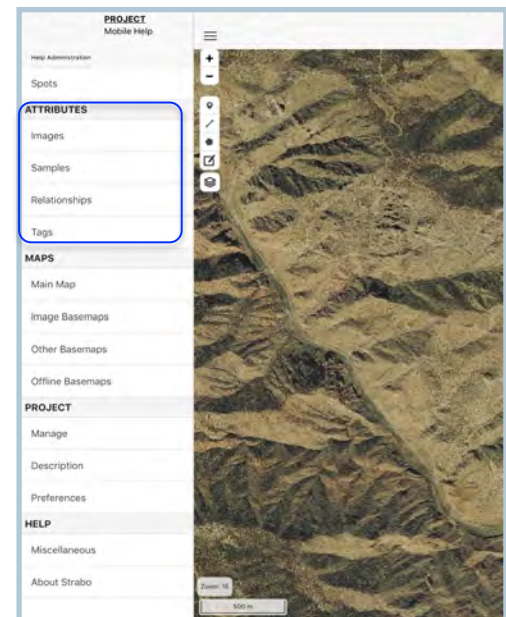 PROJECT
Mobile Help
Help Administration
Spots
ATTRIBUTES
Images
Samples
Relationships
Tags
MAPS
Main Map
Image Basemaps
Other Basemaps
Offline Basemaps
PROJECT
Manage
Description
Preferences
HELP
Miscellaneous
About Strabo
+
−
Zoom: 15
500 m